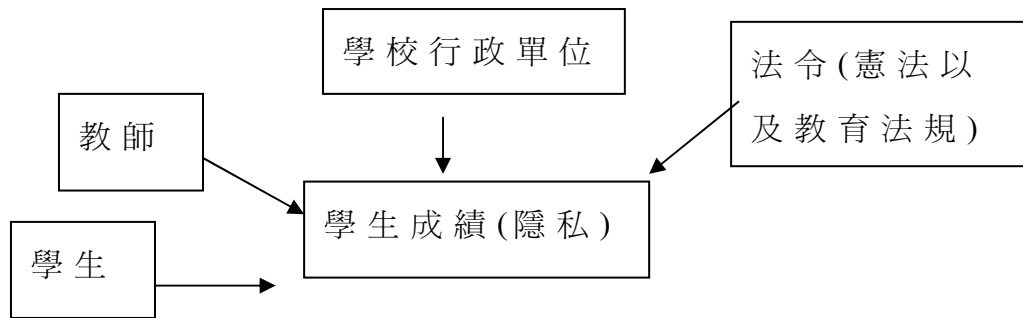 學校行政單位
法令(憲法以
及教育法規)
教師
學生成績(隱私)
學生